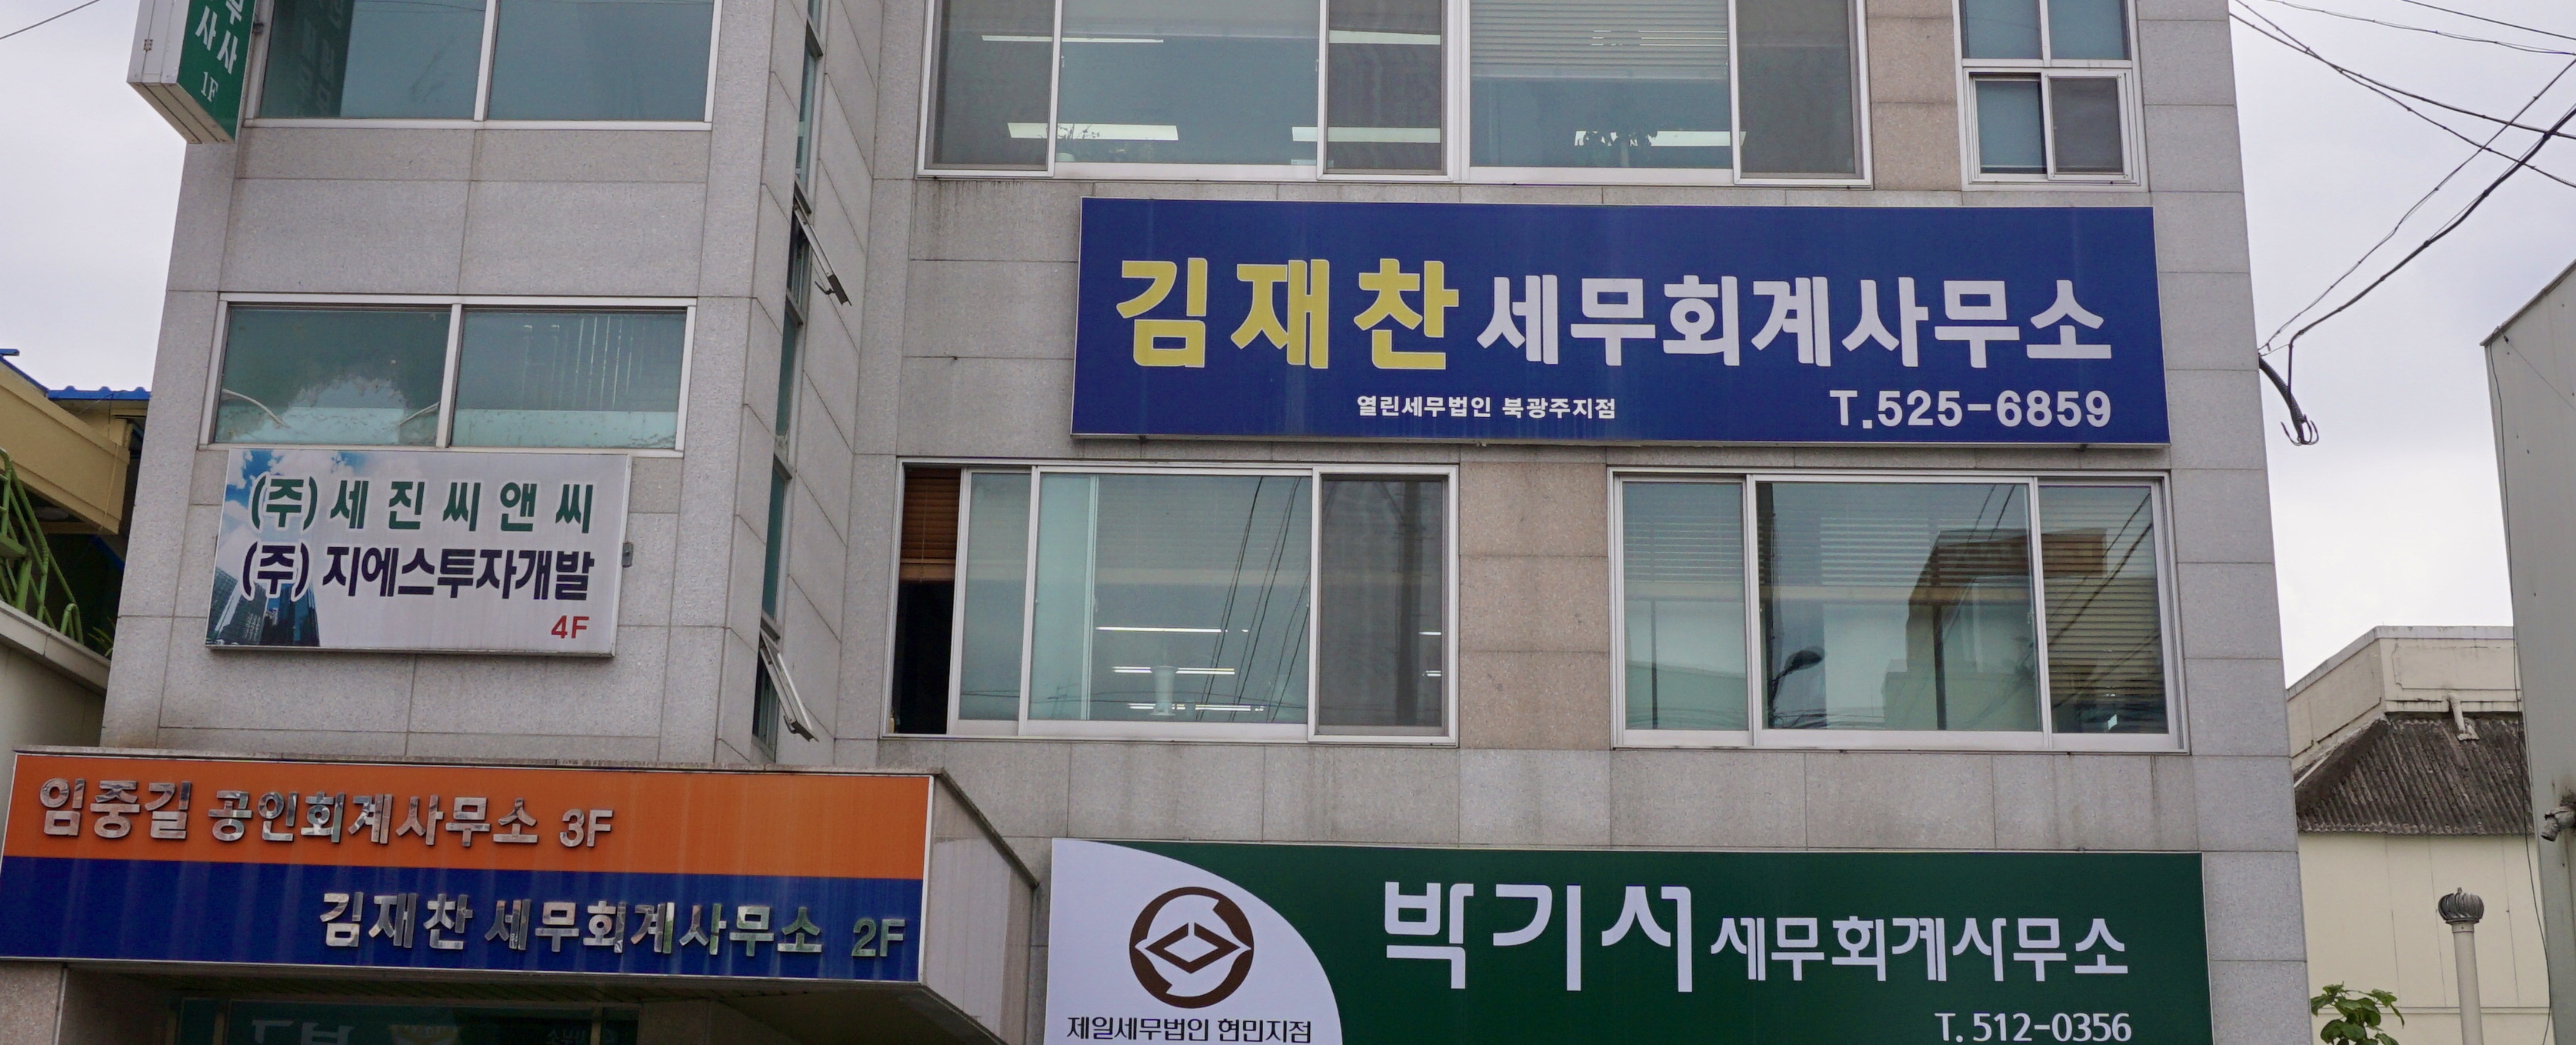 사사
1F
김재찬 세무회계사무소
열린세무법인 북광주지점
T.525-6859
(주) 세진씨앤씨
(주) 지에스투자개발
4F
임중길 공인회계사무소 3F
김재찬 세무회계사무소 2F
박기서 세무회계사무소
제일세무법인 현민지점
T. 512-0356